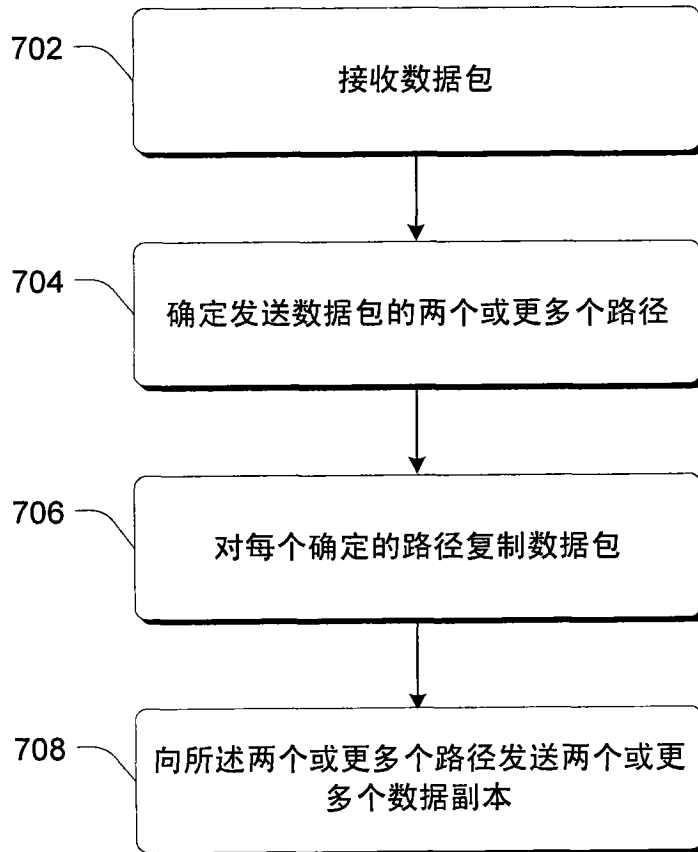 702
接收数据包
704
确定发送数据包的两个或更多个路径
706
对每个确定的路径复制数据包
708
向所述两个或更多个路径发送两个或更
多个数据副本